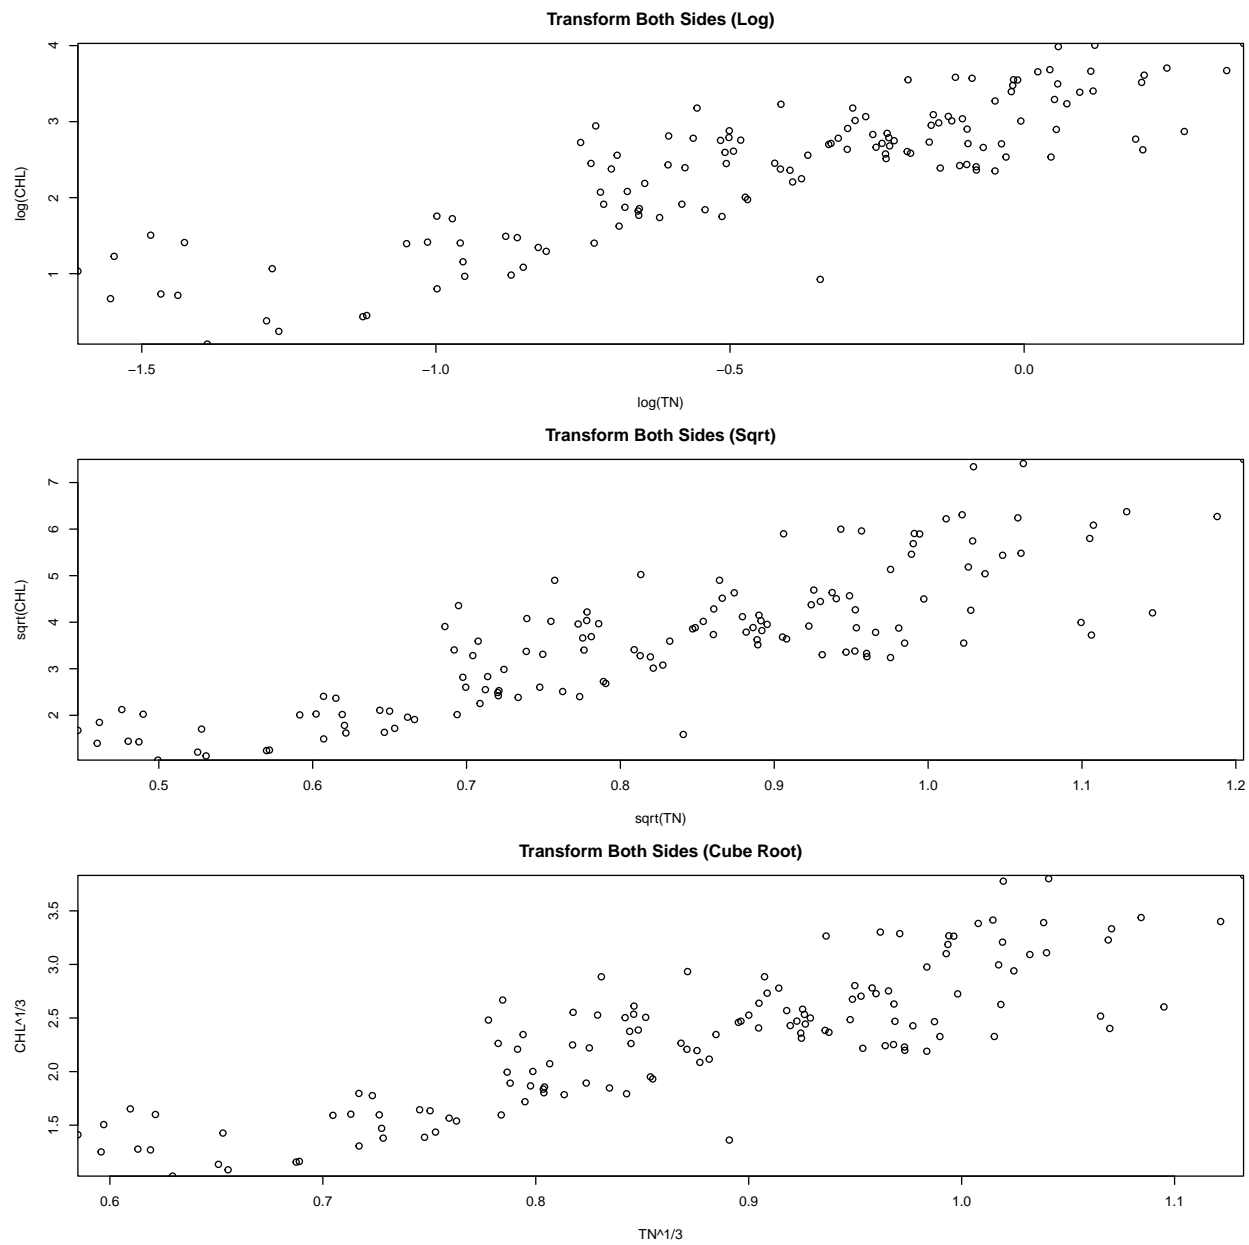 Transform Both Sides (Log)
4
3
2
1
log(CHL)
−1.5 −1.0 −0.5 0.0
log(TN)
Transform Both Sides (Sqrt)
7
6
5
4
3
2
sqrt(CHL)
0.5 0.6 0.7 0.8 0.9 1.0 1.1 1.2
sqrt(TN)
Transform Both Sides (Cube Root)
3.5
3.0
2.5
2.0
1.5
CHL^1/3
0.6 0.7 0.8 0.9 1.0 1.1
TN^1/3